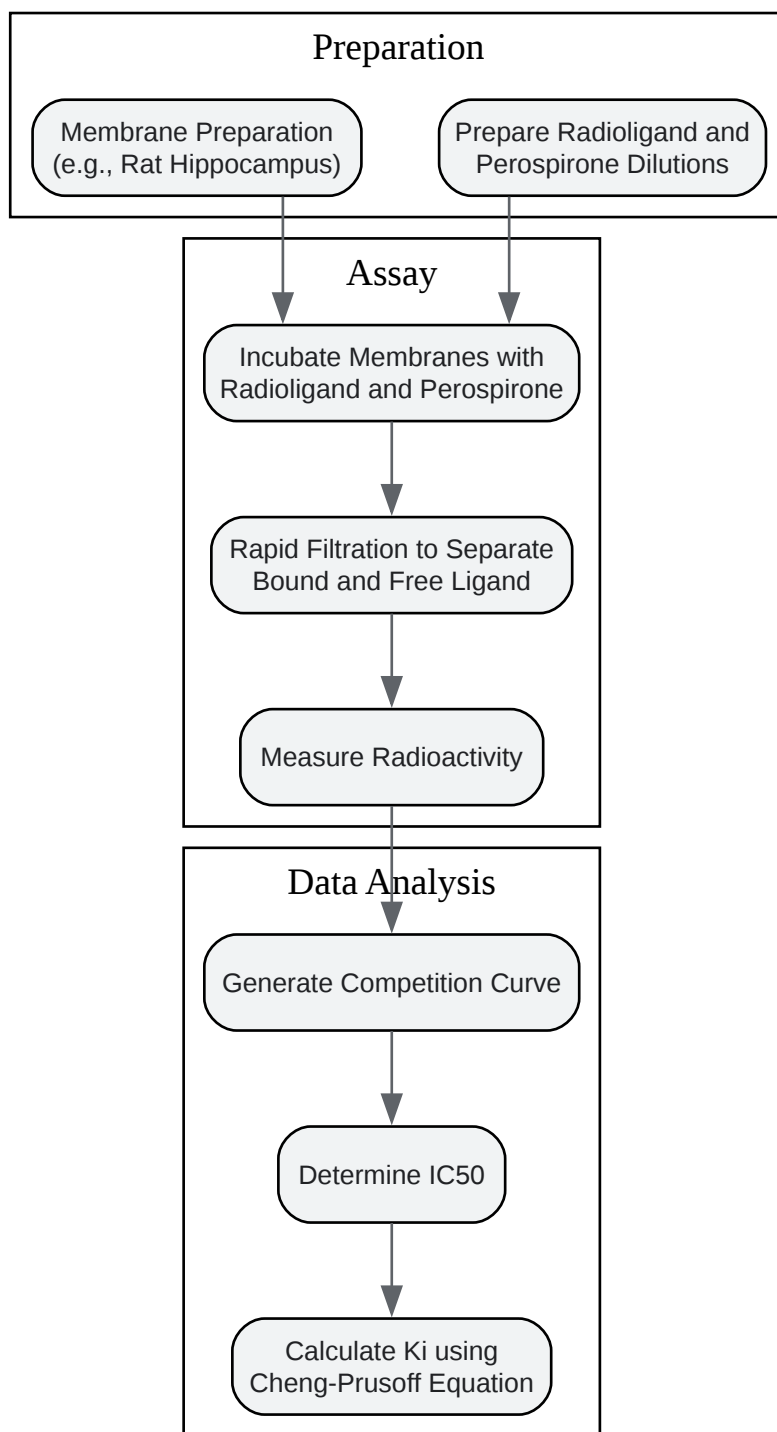 Preparation
Membrane Preparation
(e.g., Rat Hippocampus)
Prepare Radioligand and
Perospirone Dilutions
Assay
Incubate Membranes with
Radioligand and Perospirone
Rapid Filtration to Separate
Bound and Free Ligand
Measure Radioactivity
Data Analysis
Generate Competition Curve
Determine IC50
Calculate Ki using
Cheng-Prusoff Equation